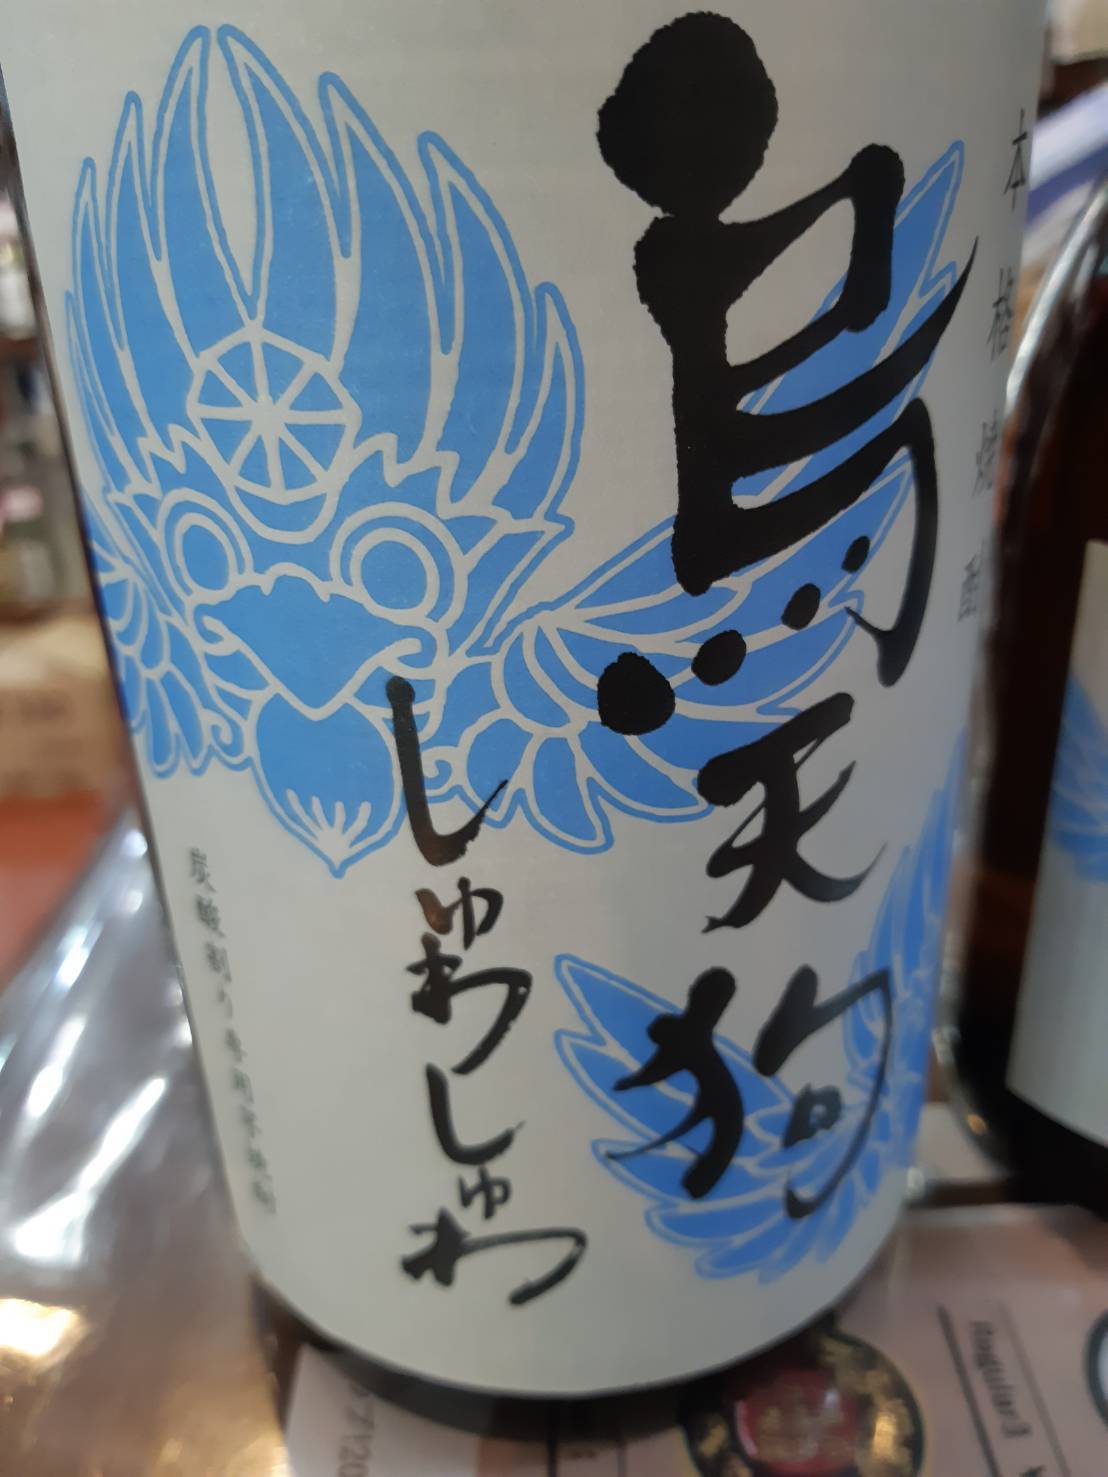 本格焼酎
烏天狗
しゅわしゅわ
炭酸割り専用芋焼酎